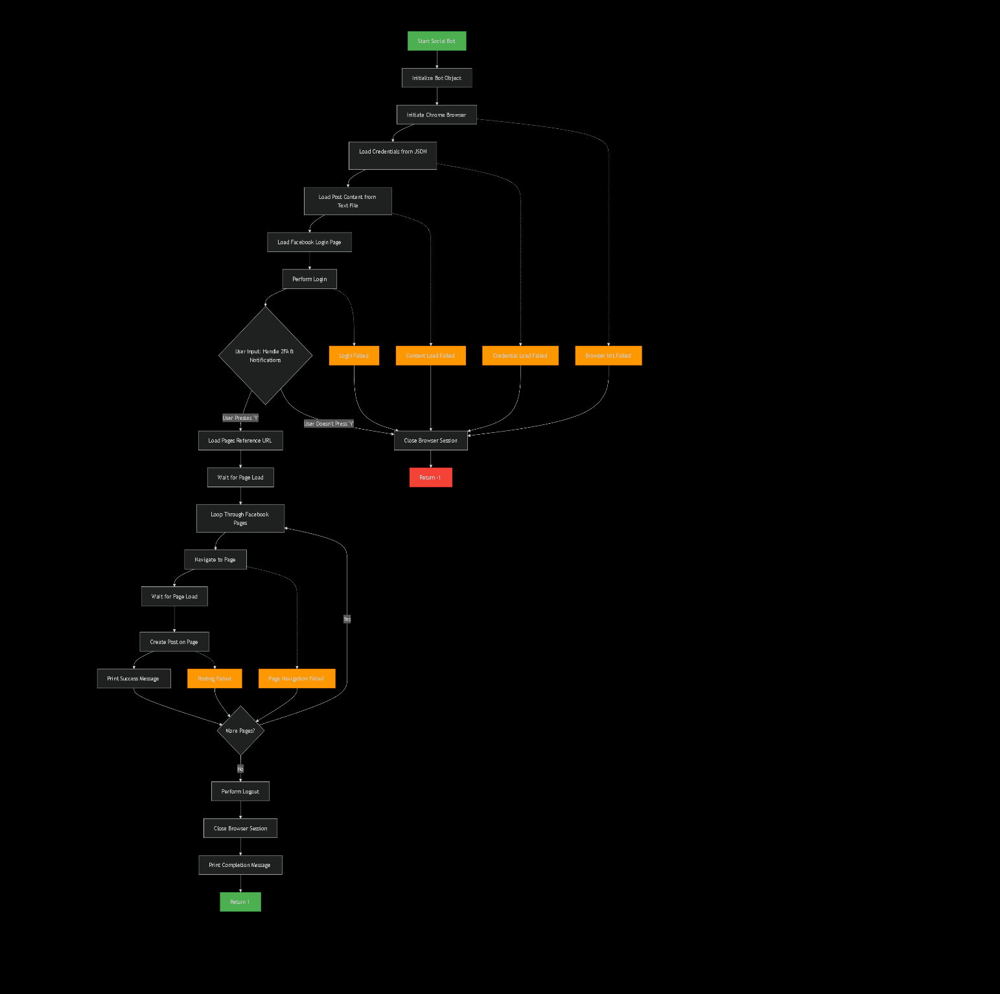 Start Social Bot
Initialize Bot Object
Initiate Chrome Browser
Load Credentials from JSON
Load Post Content from
Text File
Load Facebook Login Page
Perform Login
User Input: Handle 2FA &
Notifications
Login Failed
Content Load Failed
Credential Load Failed
Browser Init Failed
User Presses 'Y'
User Doesn't Press 'Y'
Load Pages Reference URL
Close Browser Session
Wait for Page Load
Return -1
Loop Through Facebook
Pages
Navigate to Page
Wait for Page Load
Yes
Create Post on Page
Print Success Message
Posting Failed
Page Navigation Failed
More Pages?
No
Perform Logout
Close Browser Session
Print Completion Message
Return 1